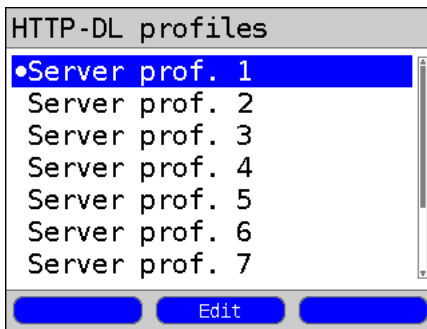 HTTP-DL profiles
•Server prof. 1
Server prof. 2
Server prof. 3
Server prof. 4
Server prof. 5
Server prof. 6
Server prof. 7
Edit